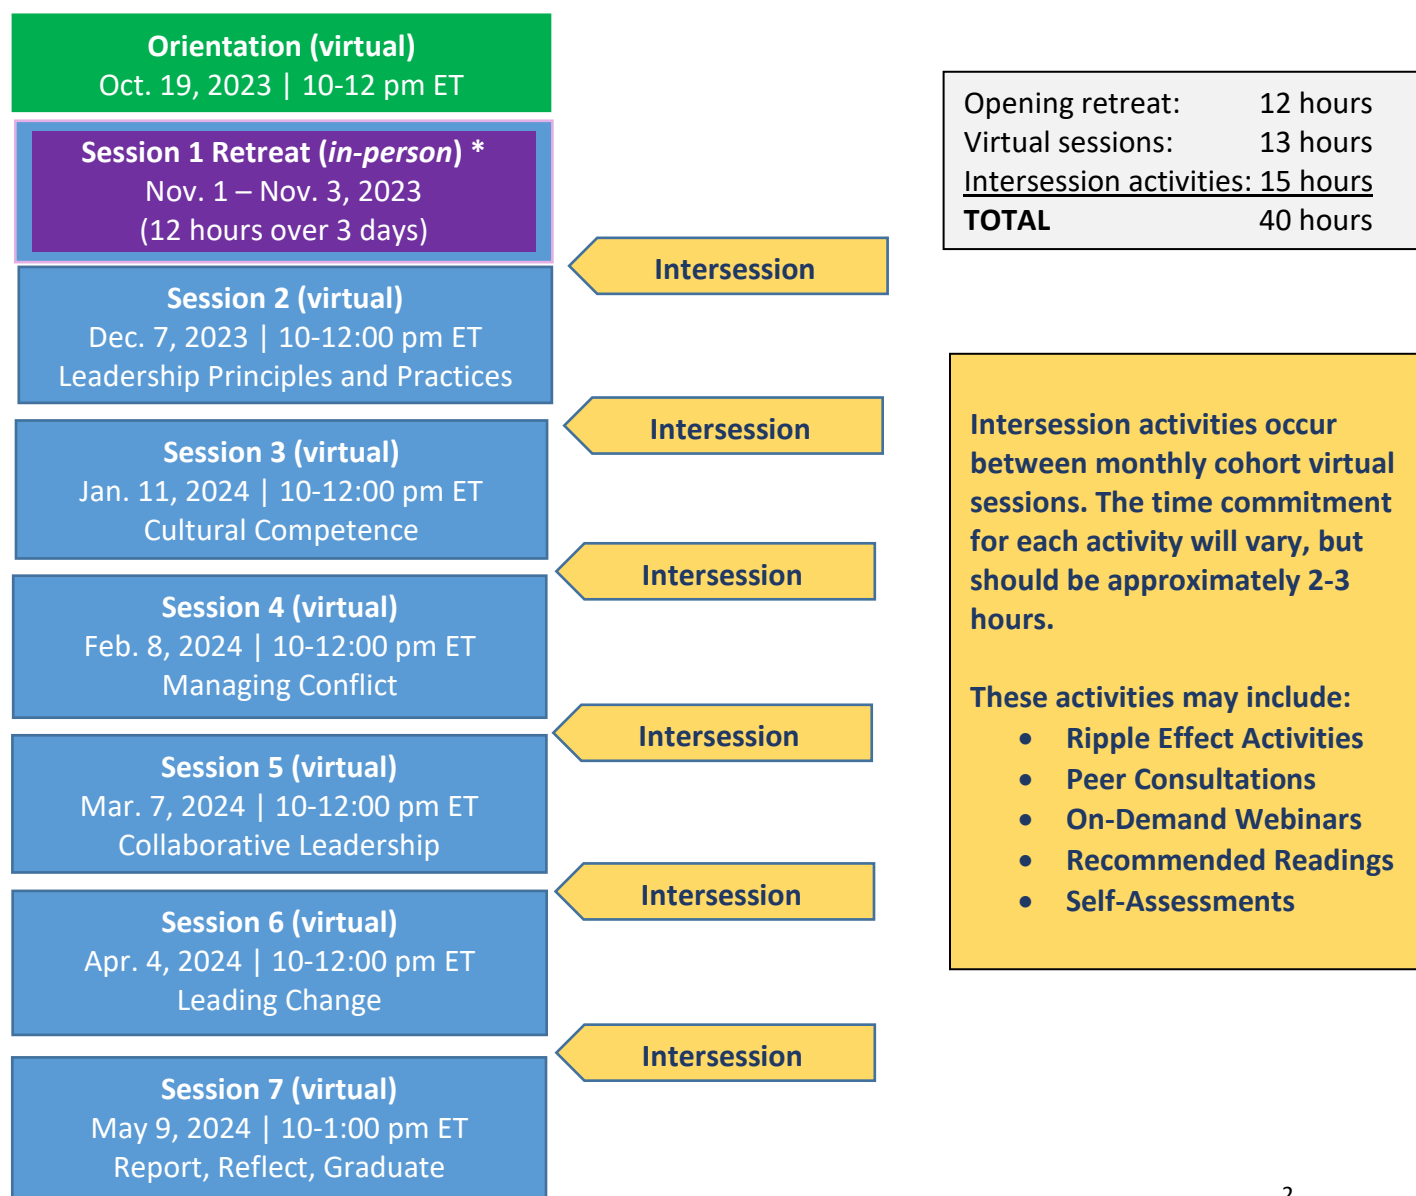 Orientation (virtual)
Oct. 19, 2023 | 10-12 pm ET
Session 1 Retreat (in-person) *
Nov. 1 – Nov. 3, 2023
(12 hours over 3 days)
Intersession
Session 2 (virtual)
Dec. 7, 2023 | 10-12:00 pm ET
Leadership Principles and Practices
Intersession
Session 3 (virtual)
Jan. 11, 2024 | 10-12:00 pm ET
Cultural Competence
Intersession
Session 4 (virtual)
Feb. 8, 2024 | 10-12:00 pm ET
Managing Conflict
Intersession
Session 5 (virtual)
Mar. 7, 2024 | 10-12:00 pm ET
Collaborative Leadership
Intersession
Session 6 (virtual)
Apr. 4, 2024 | 10-12:00 pm ET
Leading Change
Intersession
Session 7 (virtual)
May 9, 2024 | 10-1:00 pm ET
Report, Reflect, Graduate
Opening retreat: 12 hours
Virtual sessions: 13 hours
Intersession activities: 15 hours
TOTAL 40 hours
Intersession activities occur
between monthly cohort virtual
sessions. The time commitment
for each activity will vary, but
should be approximately 2-3
hours.
These activities may include:
• Ripple Effect Activities
• Peer Consultations
• On-Demand Webinars
• Recommended Readings
• Self-Assessments
2